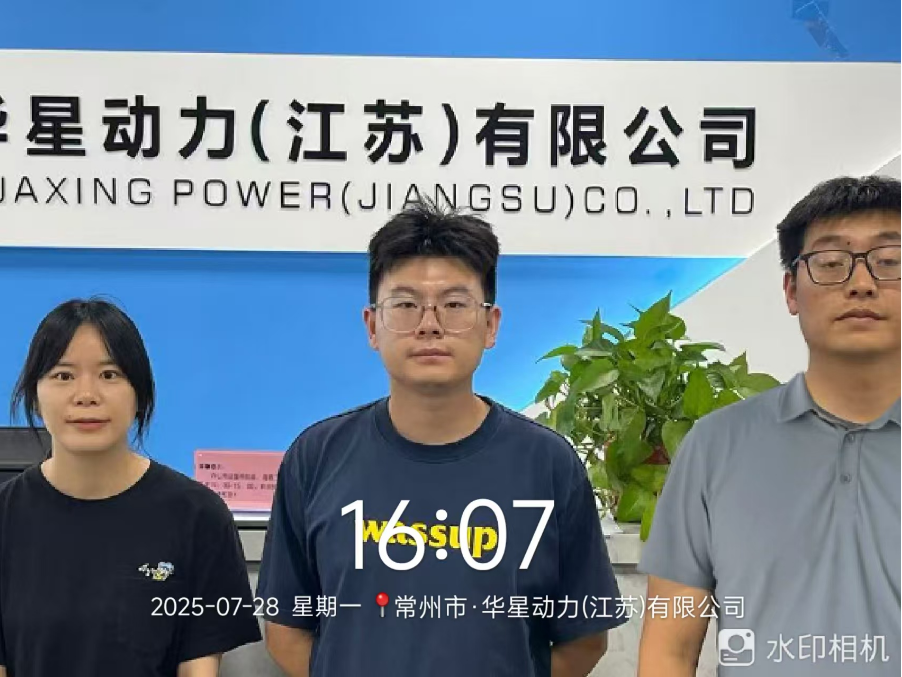 华星动力(江苏)有限公司
UAXING POWER(JIANGSU)CO.,LTD
wassup
16:07
2025-07-28 星期一 常州市·华星动力(江苏)有限公司
水印相机